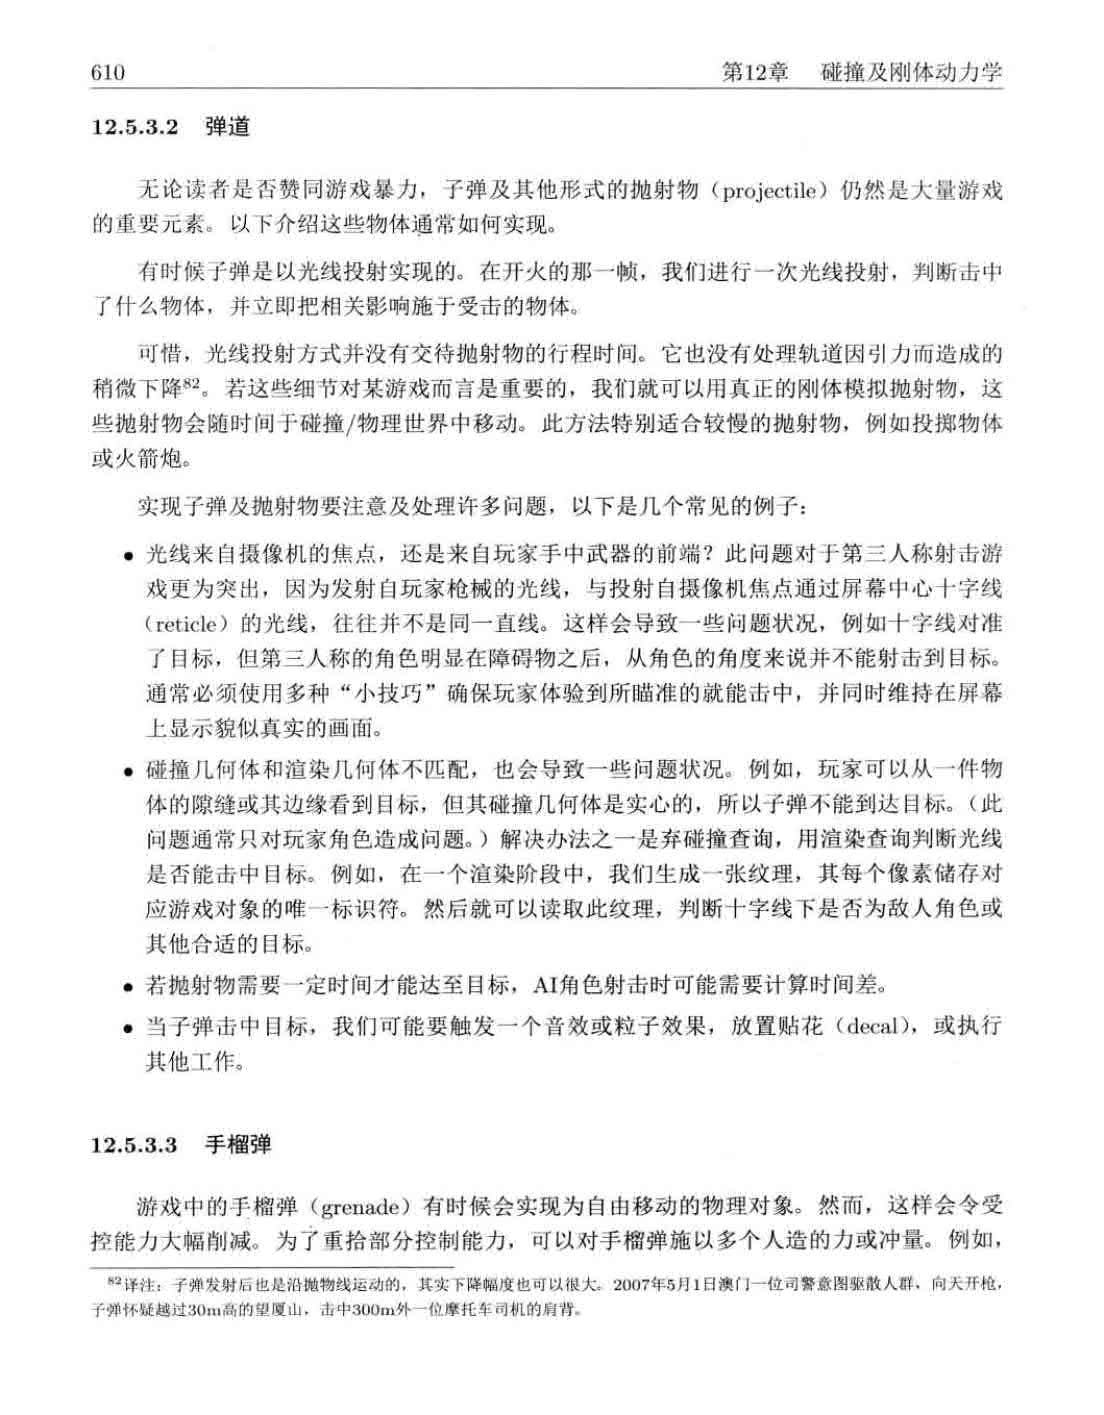 610 第12章 碰撞及刚体动力学
12.5.3.2 弹道
无论读者是否赞同游戏暴力，子弹及其他形式的抛射物（projectile）仍然是大量游戏
的重要元素。以下介绍这些物体通常如何实现。
有时候子弹是以光线投射实现的。在开火的那一帧，我们进行一次光线投射，判断击中
了什么物体，并立即把相关影响施于受击的物体。
可惜，光线投射方式并没有交待抛射物的行程时间。它也没有处理轨道因引力而造成的
稍微下降82。若这些细节对某游戏而言是重要的，我们就可以用真正的刚体模拟抛射物，这
些抛射物会随时间于碰撞/物理世界中移动。此方法特别适合较慢的抛射物，例如投掷物体
或火箭炮。
实现子弹及抛射物要注意及处理许多问题，以下是几个常见的例子：
● 光线来自摄像机的焦点，还是来自玩家手中武器的前端？此问题对于第三人称射击游
戏更为突出，因为发射自玩家枪械的光线，与投射自摄像机焦点通过屏幕中心十字线
（reticle）的光线，往往并不是同一直线。这样会导致一些问题状况，例如十字线对准
了目标，但第三人称的角色明显在障碍物之后，从角色的角度来说并不能射击到目标。
通常必须使用多种“小技巧”确保玩家体验到所瞄准的就能击中，并同时维持在屏幕
上显示貌似真实的画面。
● 碰撞几何体和渲染几何体不匹配，也会导致一些问题状况。例如，玩家可以从一件物
体的隙缝或其边缘看到目标，但其碰撞几何体是实心的，所以子弹不能到达目标。（此
问题通常只对玩家角色造成问题。）解决办法之一是弃碰撞查询，用渲染查询判断光线
是否能击中目标。例如，在一个渲染阶段中，我们生成一张纹理，其每个像素储存对
应游戏对象的唯一标识符。然后就可以读取此纹理，判断十字线下是否为敌人角色或
其他合适的目标。
● 若抛射物需要一定时间才能达至目标，AI角色射击时可能需要计算时间差。
● 当子弹击中目标，我们可能要触发一个音效或粒子效果，放置贴花（decal），或执行
其他工作。
12.5.3.3 手榴弹
游戏中的手榴弹（grenade）有时候会实现为自由移动的物理对象。然而，这样会令受
控能力大幅削减。为了重拾部分控制能力，可以对手榴弹施以多个人造的力或冲量。例如，
82译注：子弹发射后也是沿抛物线运动的，其实下降幅度也可以很大。2007年5月1日澳门一位司警意图驱散人群，向天开枪，
子弹怀疑越过30m高的望厦山，击中300m外一位摩托车司机的肩背。